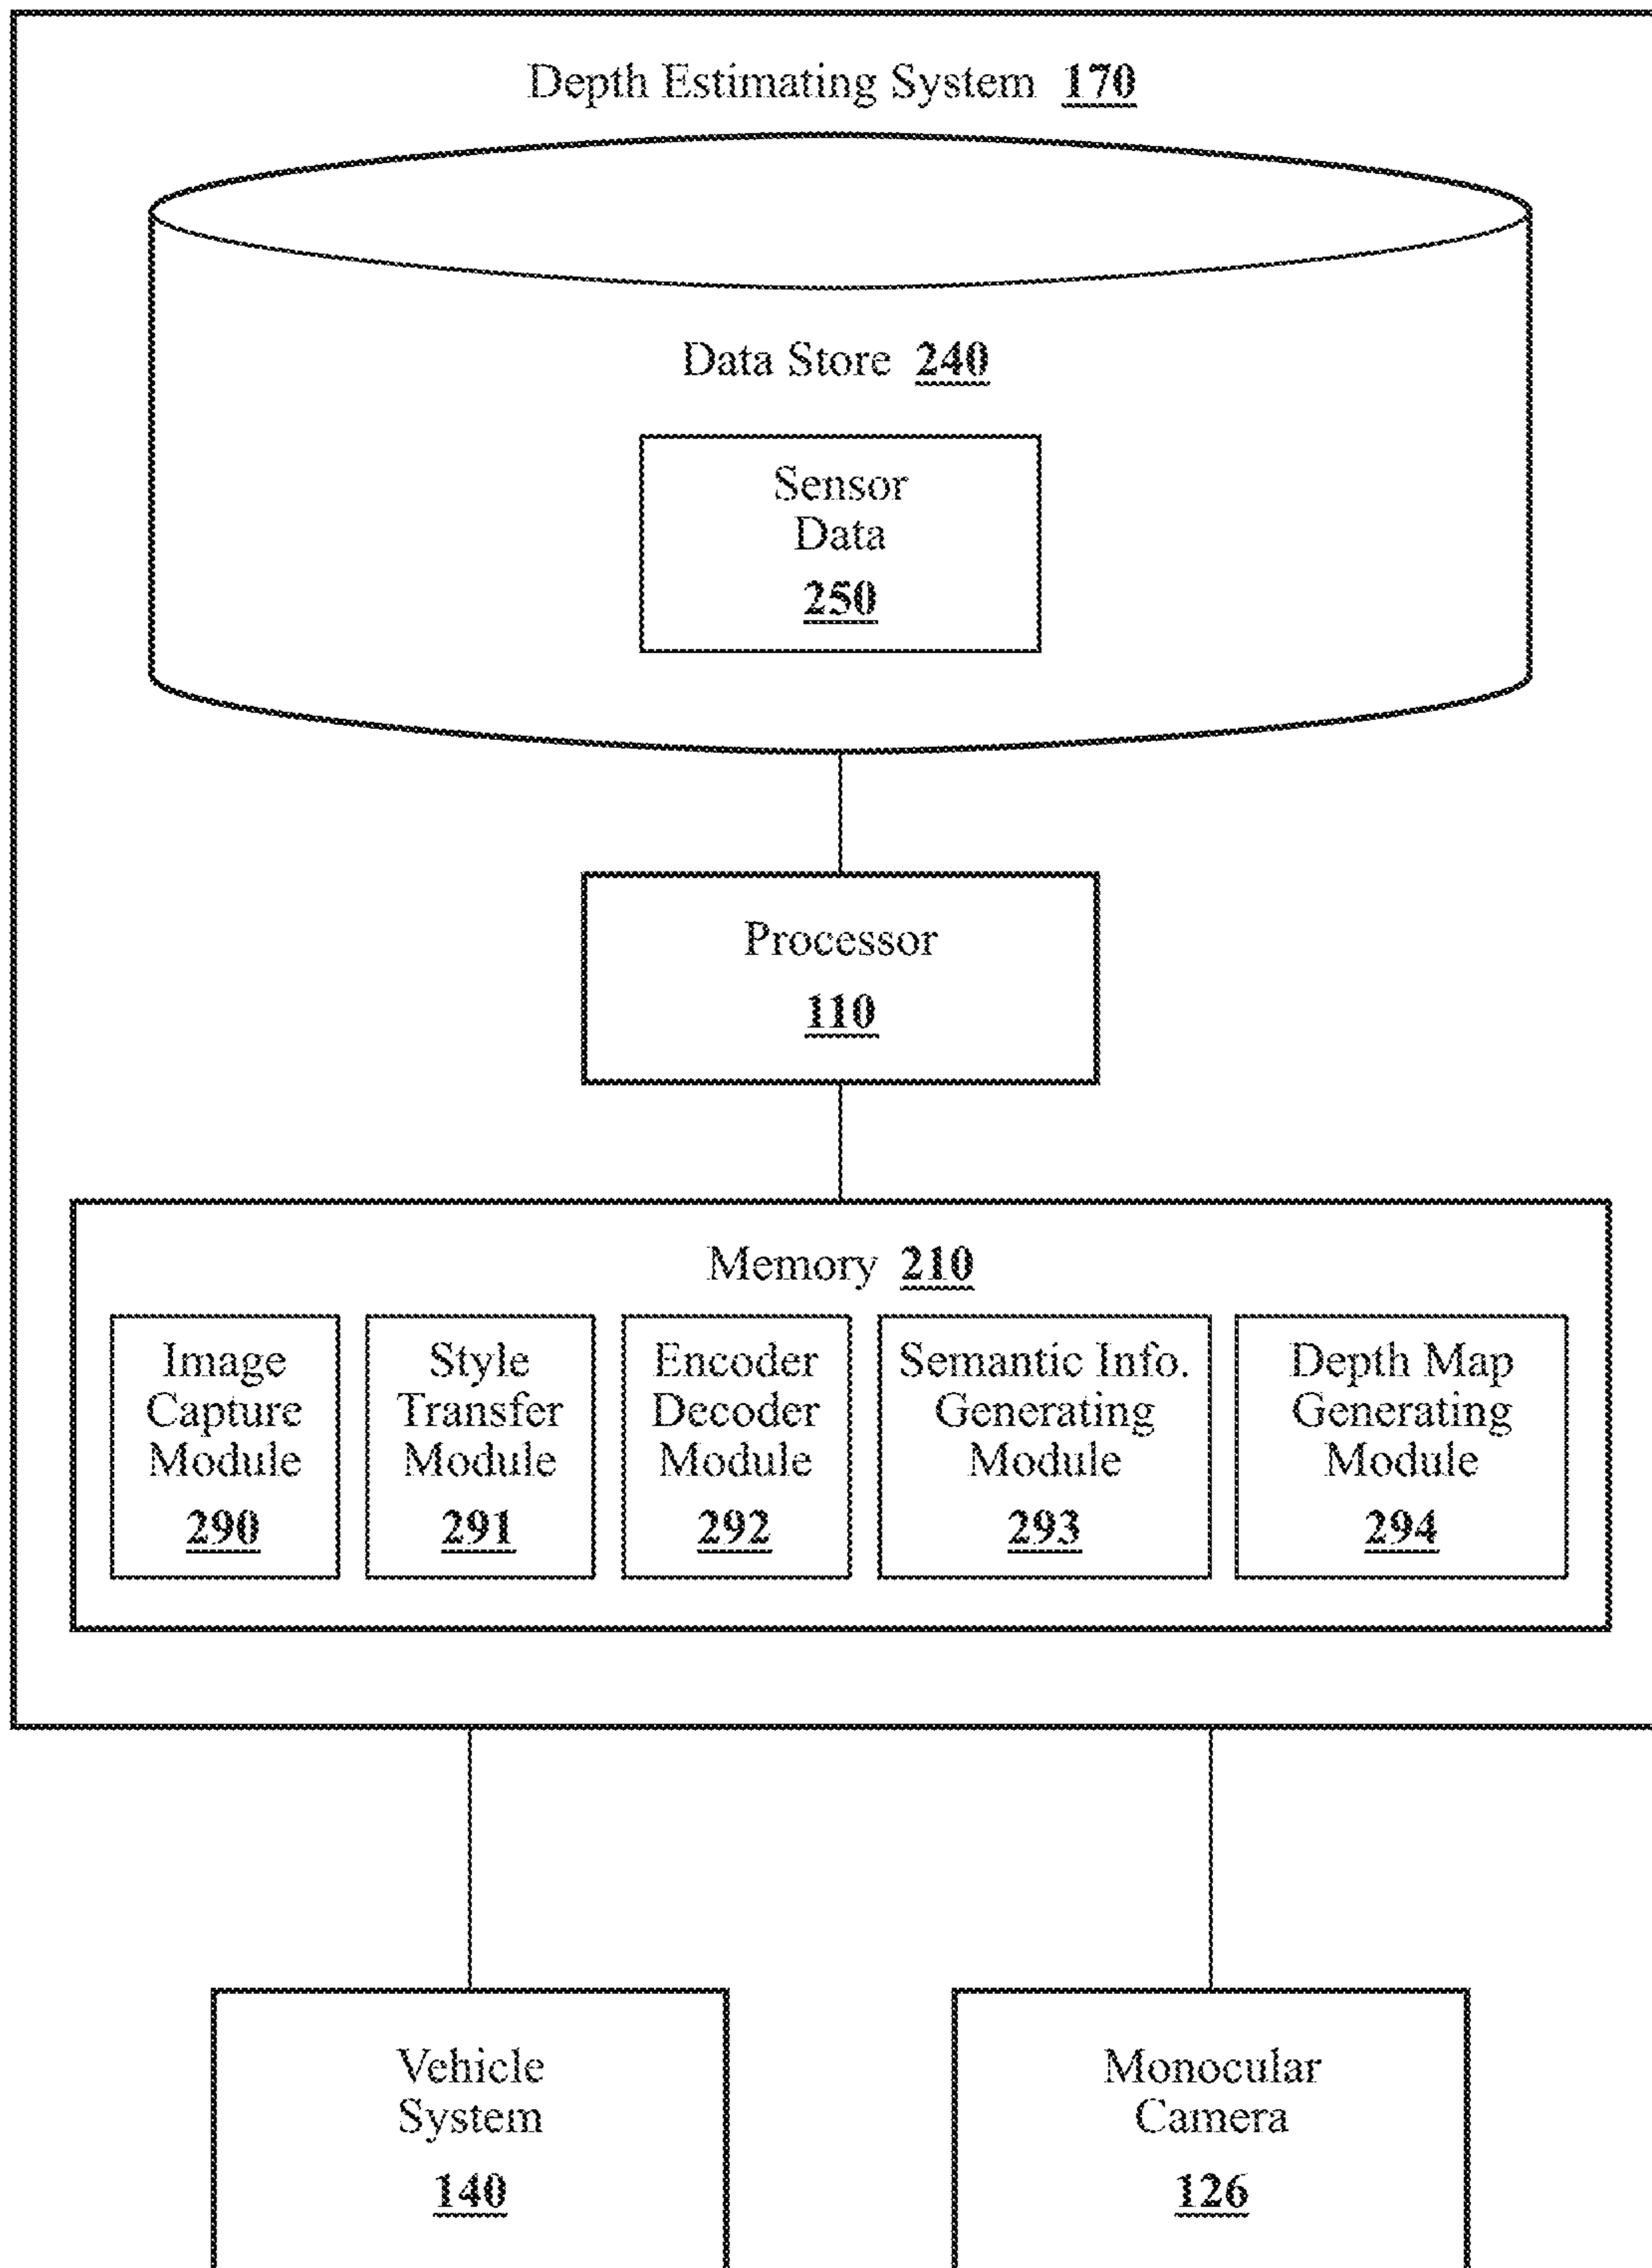 Depth Estimating System 170
Data Store 240
Sensor
Data
250
Processor
110
Memory 210
Image
Capture
Module
290
Style
Transfer
Module
291
Encoder
Decoder
Module
292
Semantic Info.
Generating
Module
293
Depth Map
Generating
Module
294
Vehicle
System
140
Monocular
Camera
126